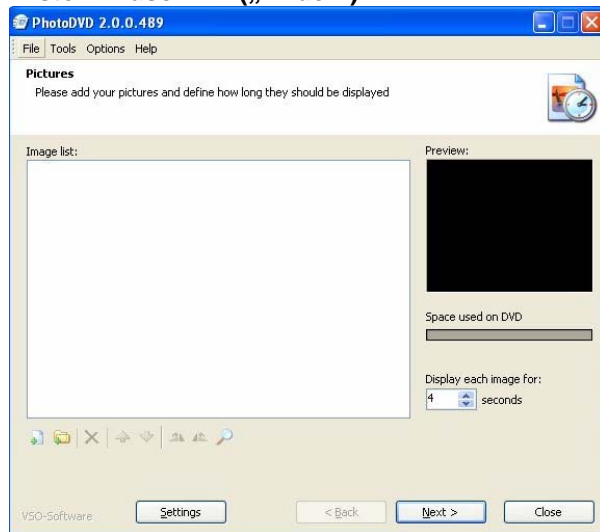 PhotoDVD 2.0.0.489
File Tools Options Help
Pictures
Please add your pictures and define how long they should be displayed
Image list:
Preview:
Space used on DVD
Display each image for:
4 seconds
VSO-Software
Settings
< Back
Next >
Close